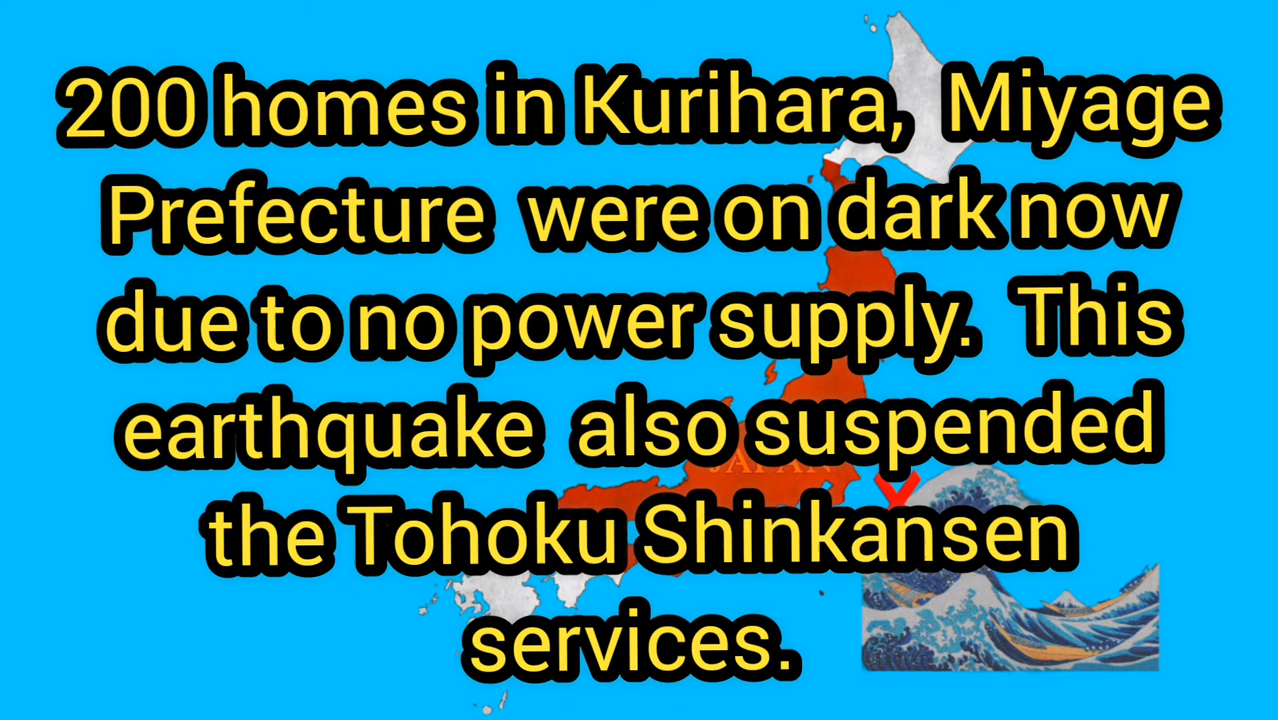 200 homes in Kurihara, Miyage
Prefecture were on dark now
due to no power supply. This
earthquake also suspended
JAPAN
the Tohoku Shinkansen
services.